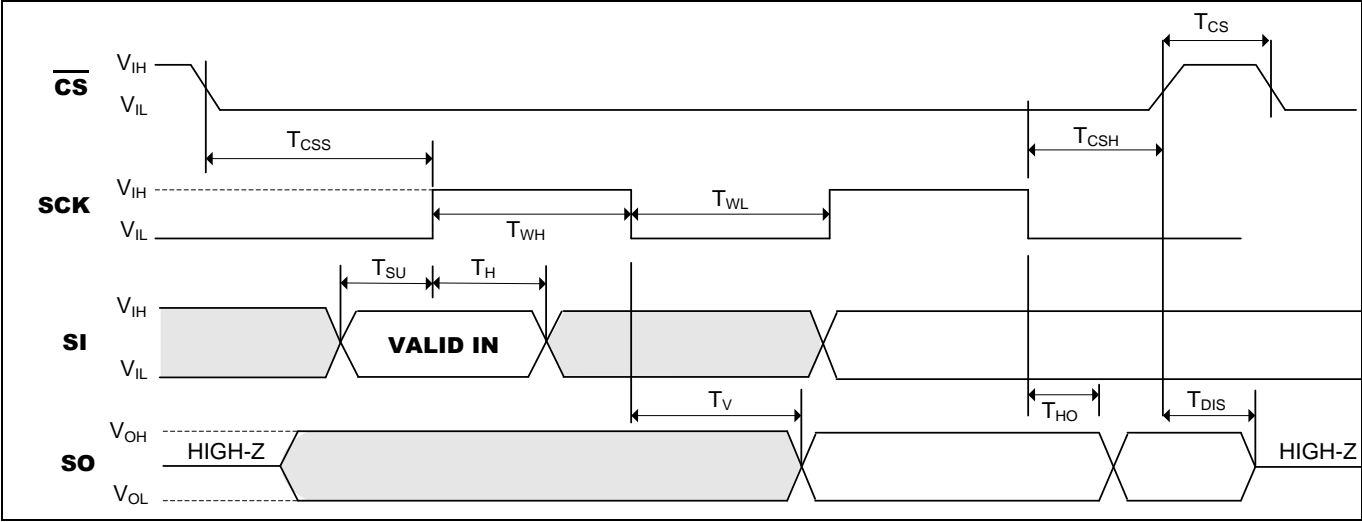 T_CS
V_IH
CS
V_IL
T_CSS
T_CSH
V_IH
SCK
T_WL
V_IL
T_WH
T_SU
T_H
V_IH
SI
VALID IN
V_IL
T_V
T_HO
T_DIS
V_OH
HIGH-Z
HIGH-Z
SO
V_OL